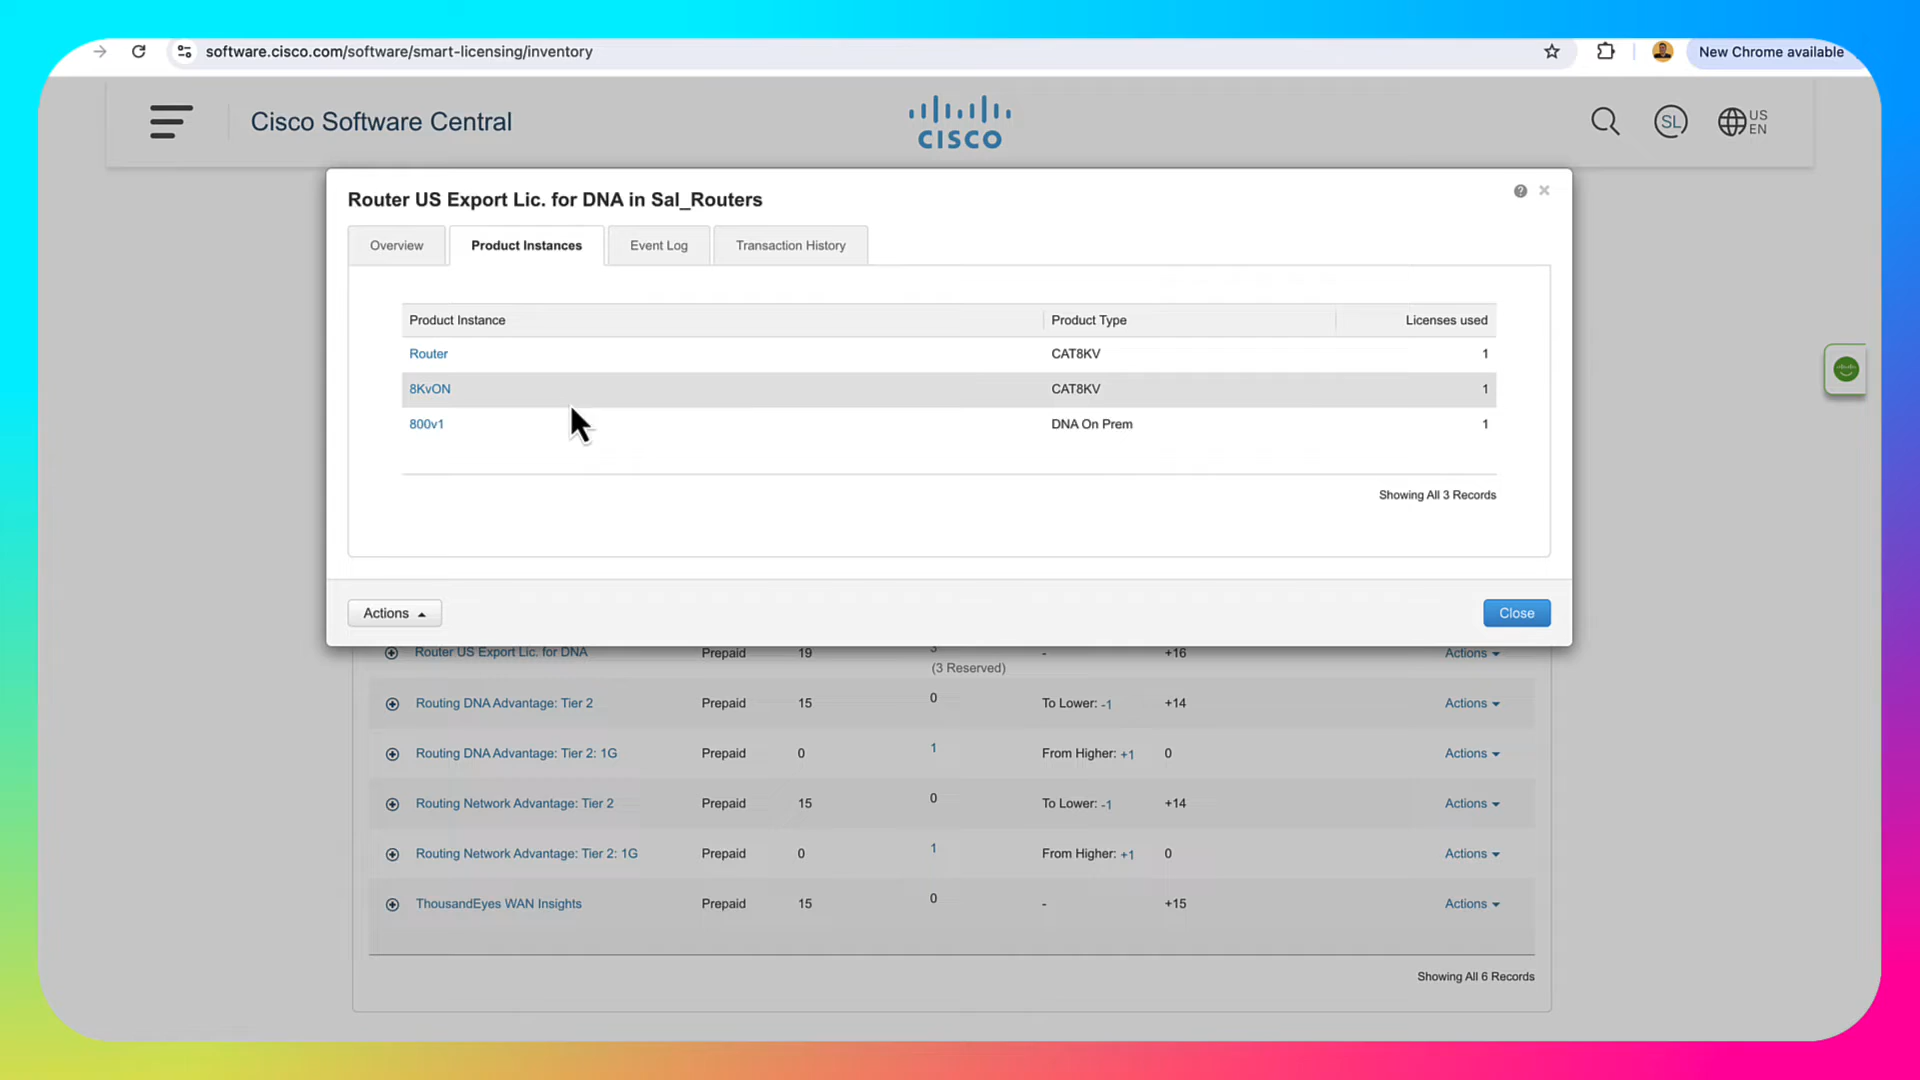 software.cisco.com/software/smart-licensing/inventory
New Chrome available
Cisco Software Central
CISCO
SL
US
EN
Router US Export Lic. for DNA in Sal_Routers
Overview
Product Instances
Event Log
Transaction History
Product Instance Product Type Licenses used
Router CAT8KV 1
8KvON CAT8KV 1
800v1 DNA On Prem 1
Showing All 3 Records
Actions
Close
Router US Export Lic. for DNA Prepaid 19 3 - +16 Actions
(3 Reserved)
Routing DNA Advantage: Tier 2 Prepaid 15 0 To Lower: -1 +14 Actions
Routing DNA Advantage: Tier 2: 1G Prepaid 0 1 From Higher: +1 0 Actions
Routing Network Advantage: Tier 2 Prepaid 15 0 To Lower: -1 +14 Actions
Routing Network Advantage: Tier 2: 1G Prepaid 0 1 From Higher: +1 0 Actions
ThousandEyes WAN Insights Prepaid 15 0 - +15 Actions
Showing All 6 Records